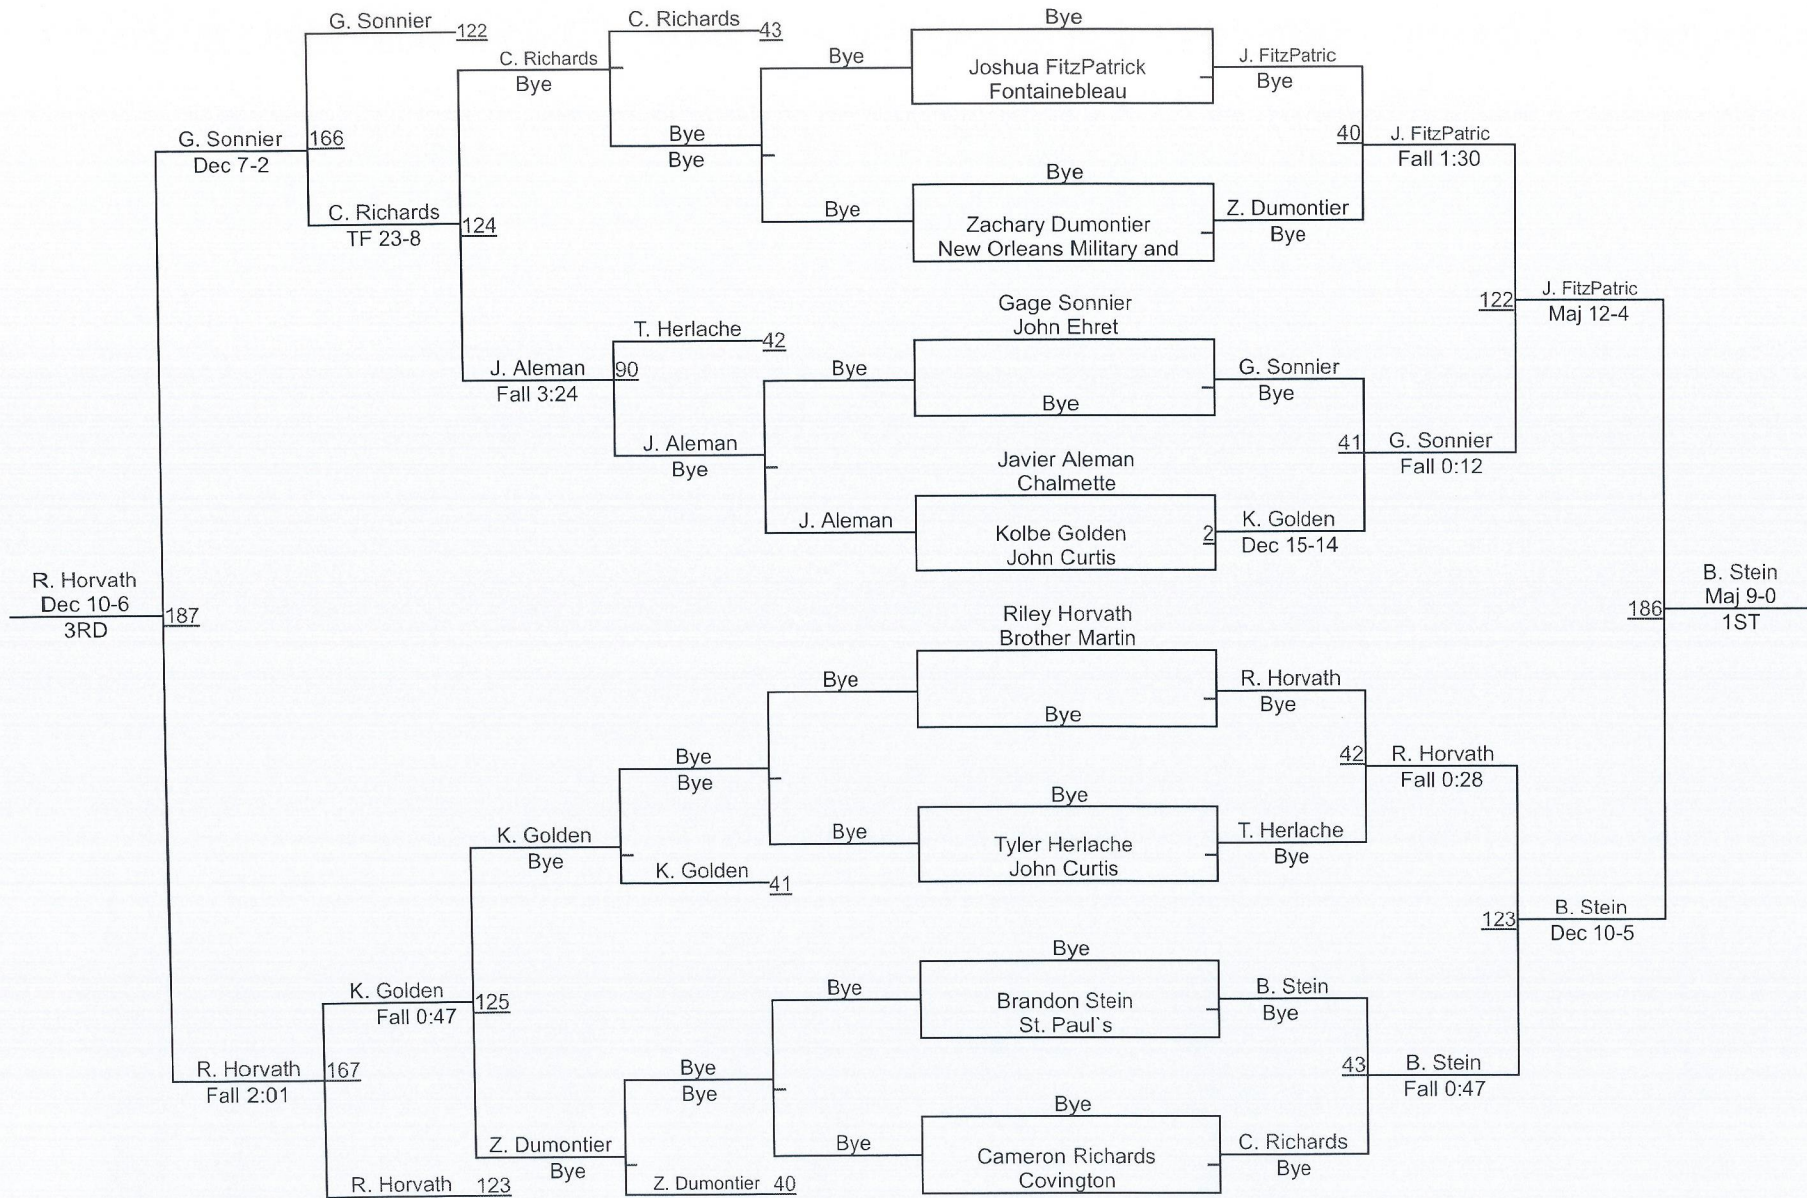 G. Sonnier 122
C. Richards 43
Bye
C. Richards
Bye
Bye
Joshua FitzPatrick
Fontainebleau
J. FitzPatric
Bye
G. Sonnier 166
Dec 7-2
Bye
Bye
40 J. FitzPatric
Fall 1:30
C. Richards 124
TF 23-8
Bye
Bye
Zachary Dumontier
New Orleans Military and
Z. Dumontier
Bye
122 J. FitzPatric
Maj 12-4
T. Herlache 42
Gage Sonnier
John Ehret
J. Aleman 90
Fall 3:24
Bye
Bye
G. Sonnier
Bye
J. Aleman
Bye
41 G. Sonnier
Fall 0:12
Javier Aleman
Chalmette
J. Aleman
Kolbe Golden 2
John Curtis
K. Golden
Dec 15-14
R. Horvath
Dec 10-6
3RD
187
186
B. Stein
Maj 9-0
1ST
Riley Horvath
Brother Martin
Bye
Bye
R. Horvath
Bye
Bye
Bye
42 R. Horvath
Fall 0:28
K. Golden
Bye
Bye
Bye
Tyler Herlache
John Curtis
T. Herlache
Bye
K. Golden 41
123 B. Stein
Dec 10-5
K. Golden 125
Fall 0:47
Bye
Bye
Brandon Stein
St. Paul`s
B. Stein
Bye
R. Horvath 167
Fall 2:01
Bye
Bye
43 B. Stein
Fall 0:47
Z. Dumontier
Bye
Bye
Bye
Cameron Richards
Covington
C. Richards
Bye
R. Horvath 123
Z. Dumontier 40